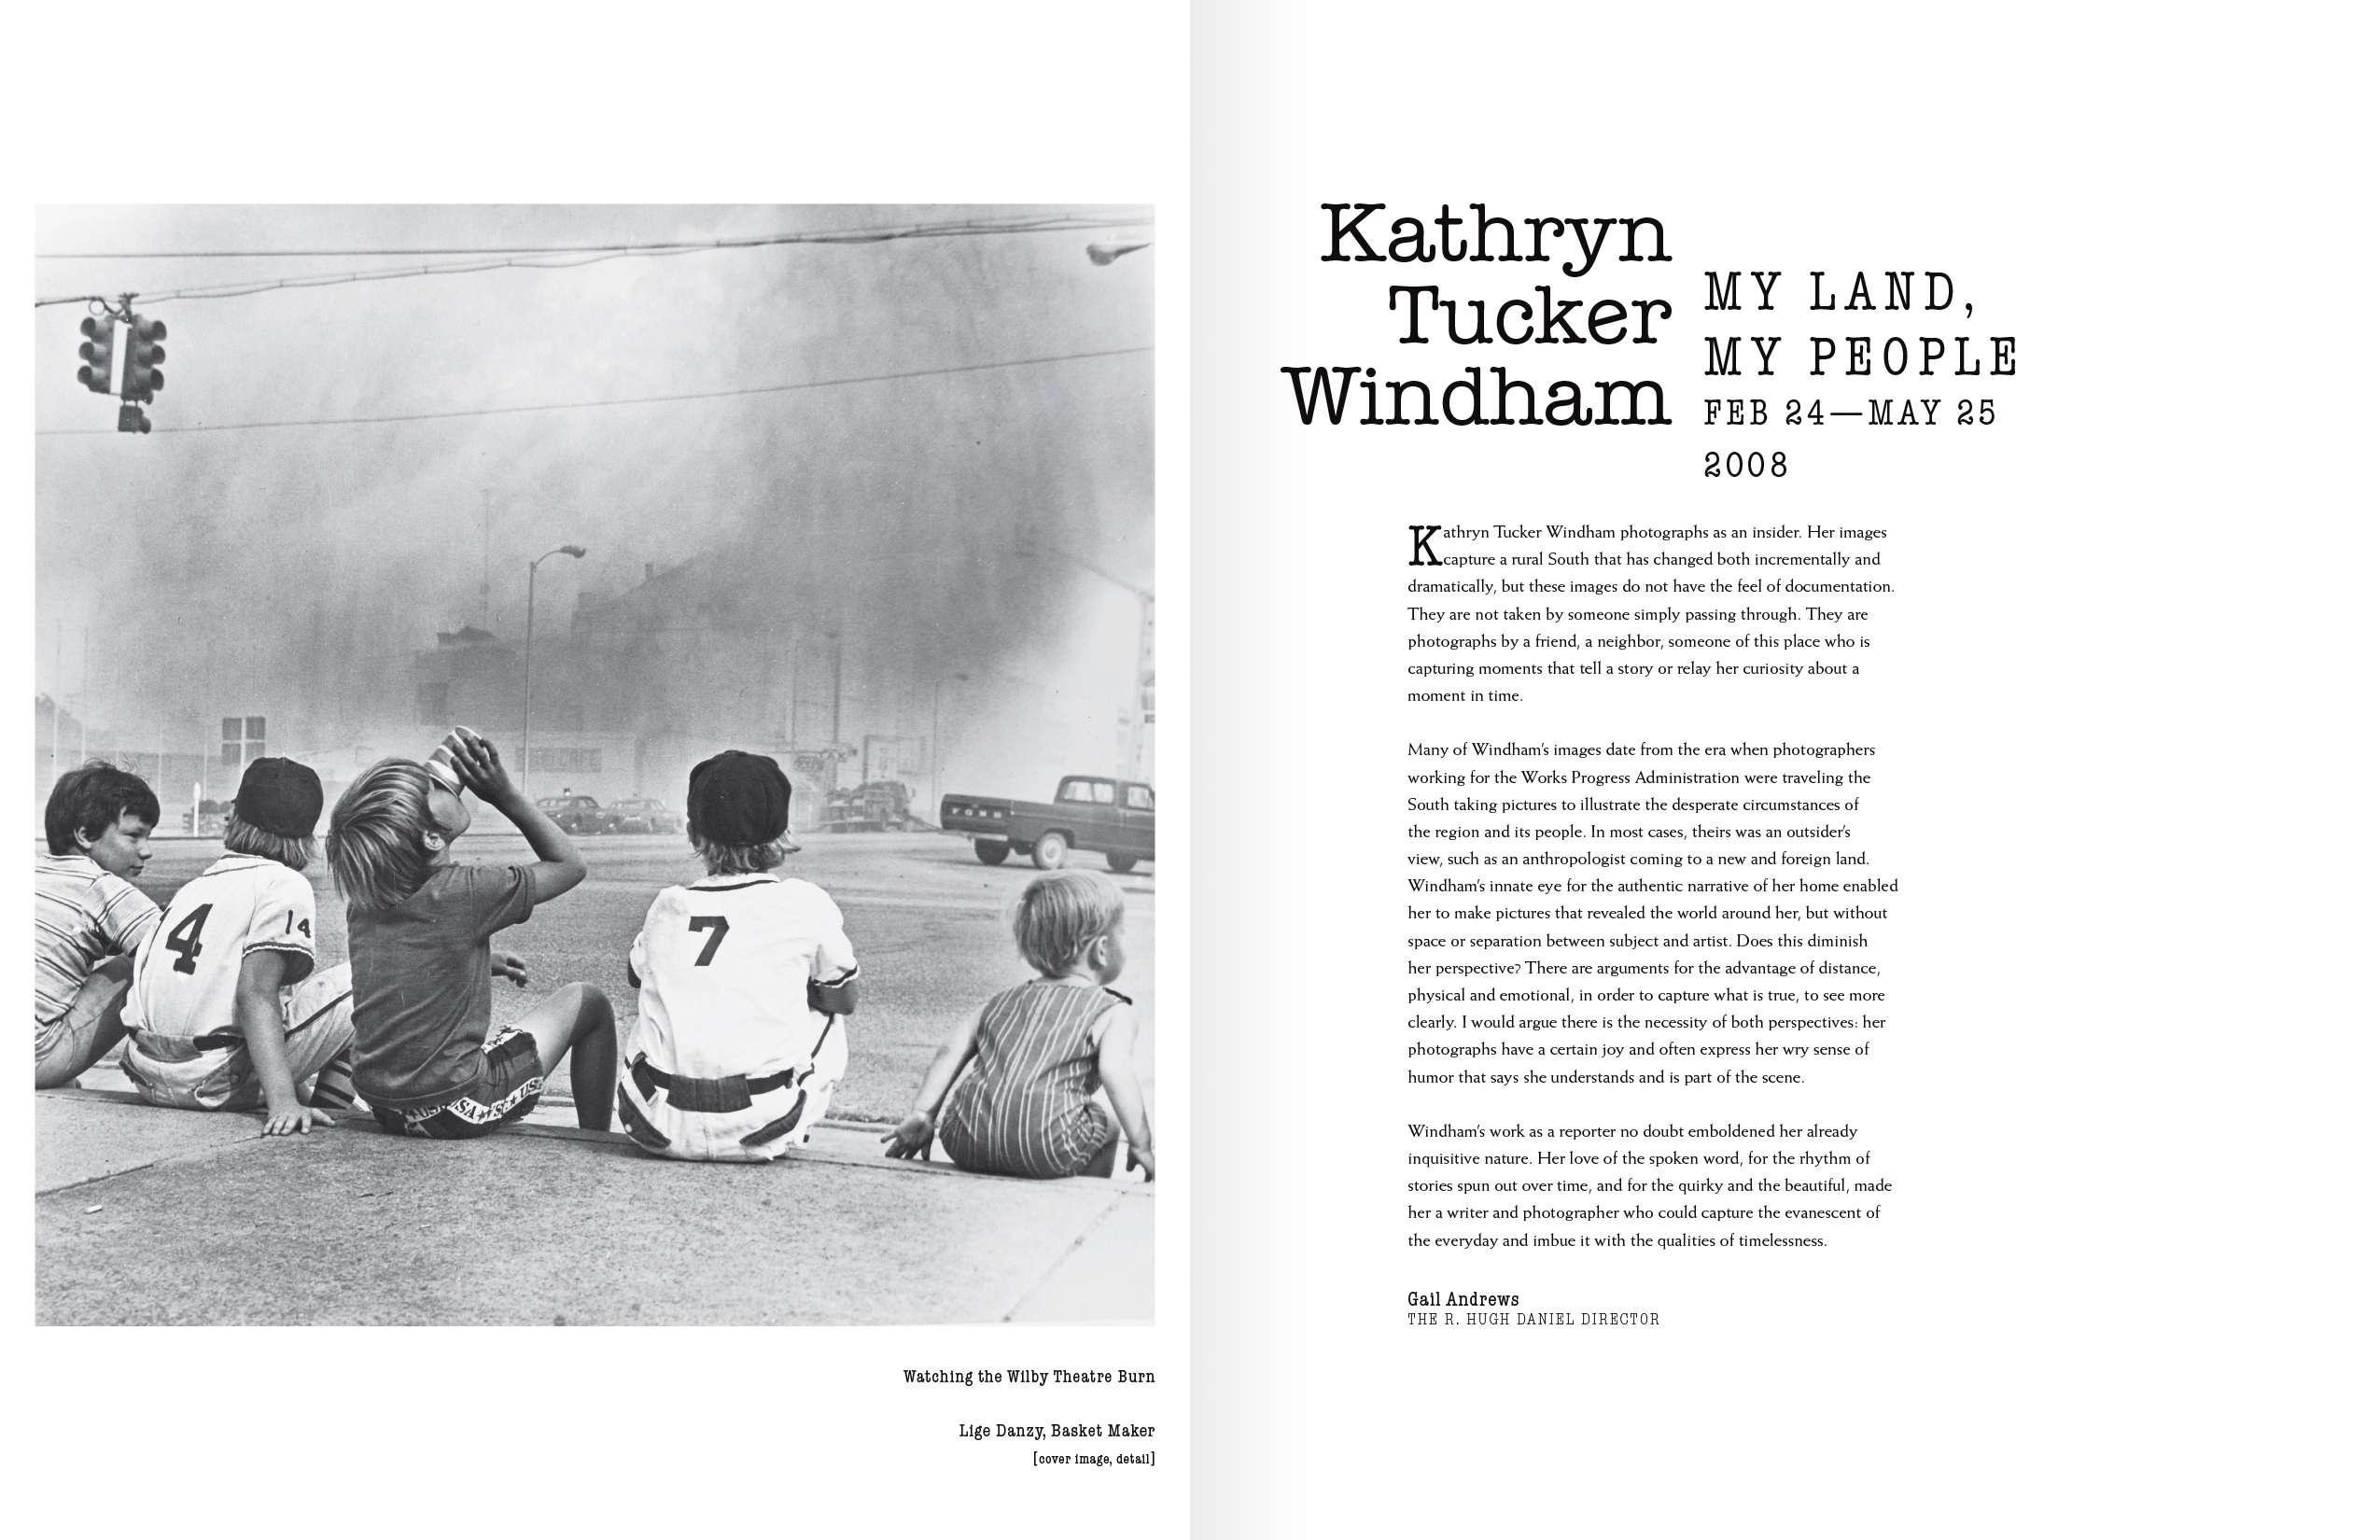 FORD
4
14
7
USA★USA★US
Watching the Wilby Theatre Burn
Lige Danzy, Basket Maker
[cover image, detail]
Kathryn
Tucker
Windham
MY LAND,
MY PEOPLE
FEB 24—MAY 25
2008
Kathryn Tucker Windham photographs as an insider. Her images
capture a rural South that has changed both incrementally and
dramatically, but these images do not have the feel of documentation.
They are not taken by someone simply passing through. They are
photographs by a friend, a neighbor, someone of this place who is
capturing moments that tell a story or relay her curiosity about a
moment in time.
Many of Windham's images date from the era when photographers
working for the Works Progress Administration were traveling the
South taking pictures to illustrate the desperate circumstances of
the region and its people. In most cases, theirs was an outsider's
view, such as an anthropologist coming to a new and foreign land.
Windham's innate eye for the authentic narrative of her home enabled
her to make pictures that revealed the world around her, but without
space or separation between subject and artist. Does this diminish
her perspective? There are arguments for the advantage of distance,
physical and emotional, in order to capture what is true, to see more
clearly. I would argue there is the necessity of both perspectives: her
photographs have a certain joy and often express her wry sense of
humor that says she understands and is part of the scene.
Windham's work as a reporter no doubt emboldened her already
inquisitive nature. Her love of the spoken word, for the rhythm of
stories spun out over time, and for the quirky and the beautiful, made
her a writer and photographer who could capture the evanescent of
the everyday and imbue it with the qualities of timelessness.
Gail Andrews
THE R. HUGH DANIEL DIRECTOR